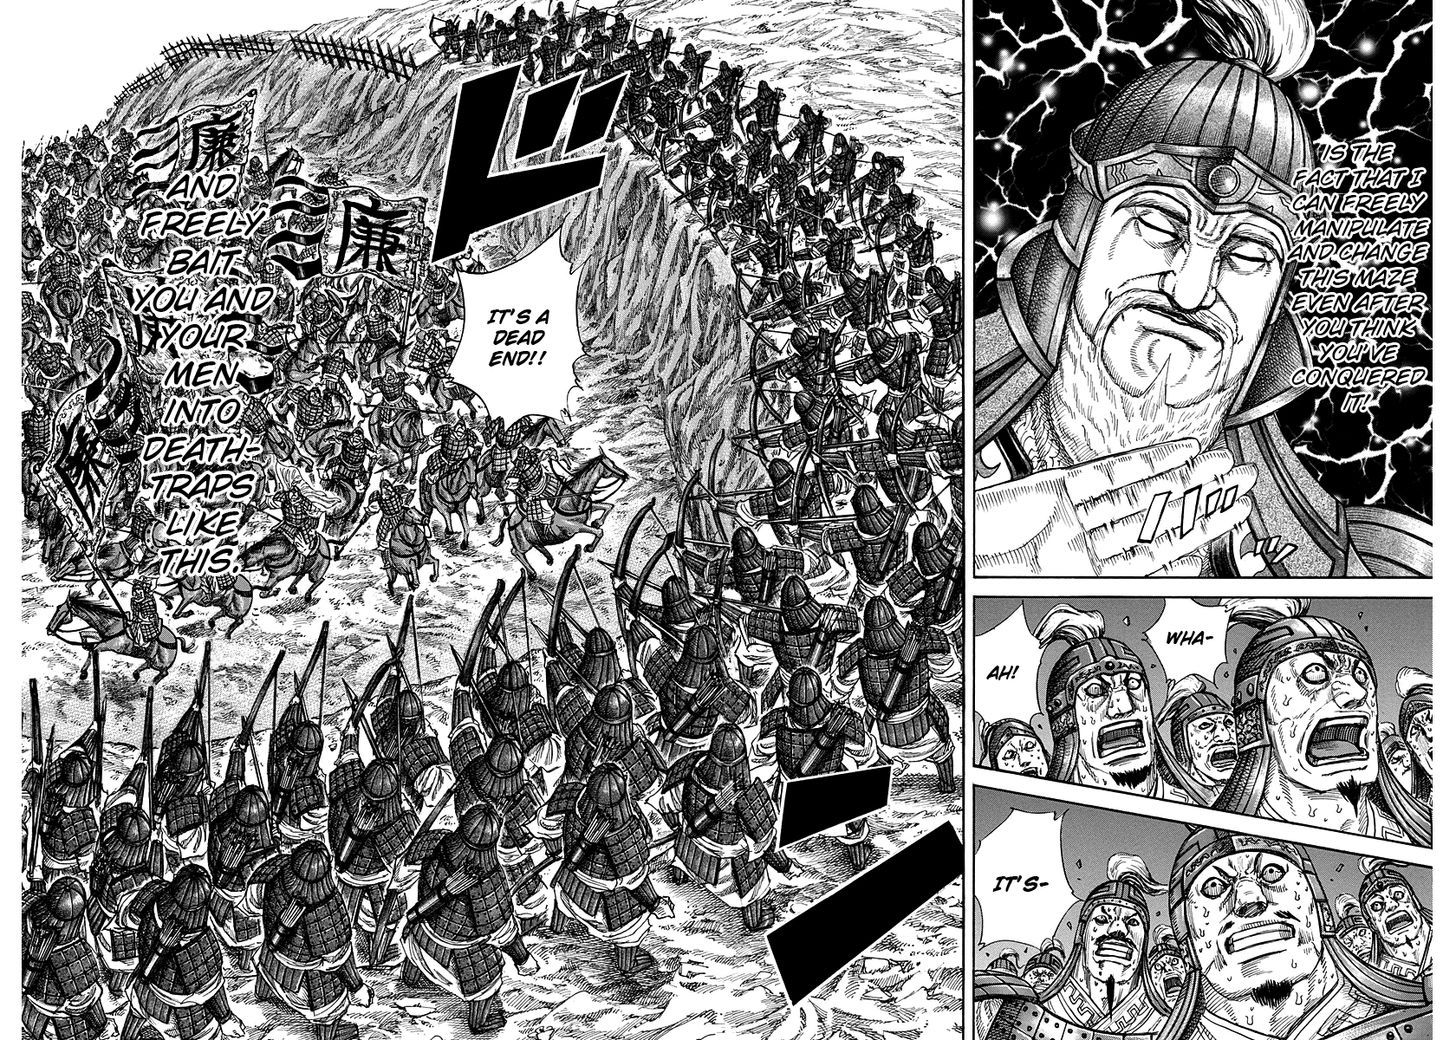 IS THE
FACT THAT I
CAN FREELY
MANIPULATE
AND CHANGE
THIS MAZE
EVEN AFTER
YOU THINK
YOU'VE
CONQUERED
IT!
WHA-
AH!
IT'S-
ド
ン
IT'S A
DEAD
END!!
廉
廉
廉
AND
FREELY
BAIT
YOU AND
YOUR
MEN
INTO
DEATH-
TRAPS
LIKE
THIS.